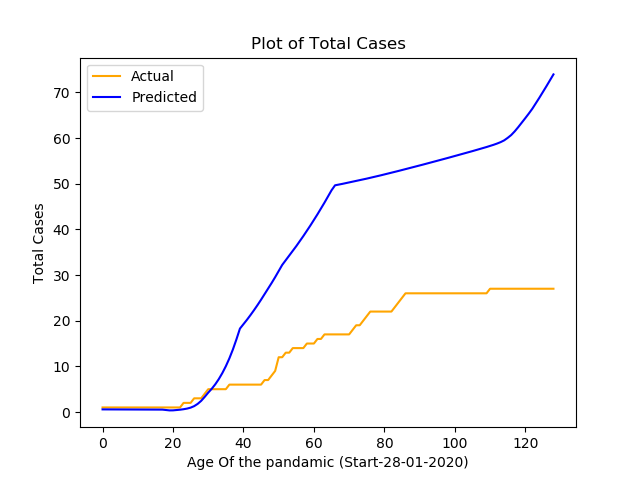 Plot of Total Cases
Actual
Predicted
70
60
50
40
30
20
10
0
Total Cases
0 20 40 60 80 100 120
Age Of the pandamic (Start-28-01-2020)